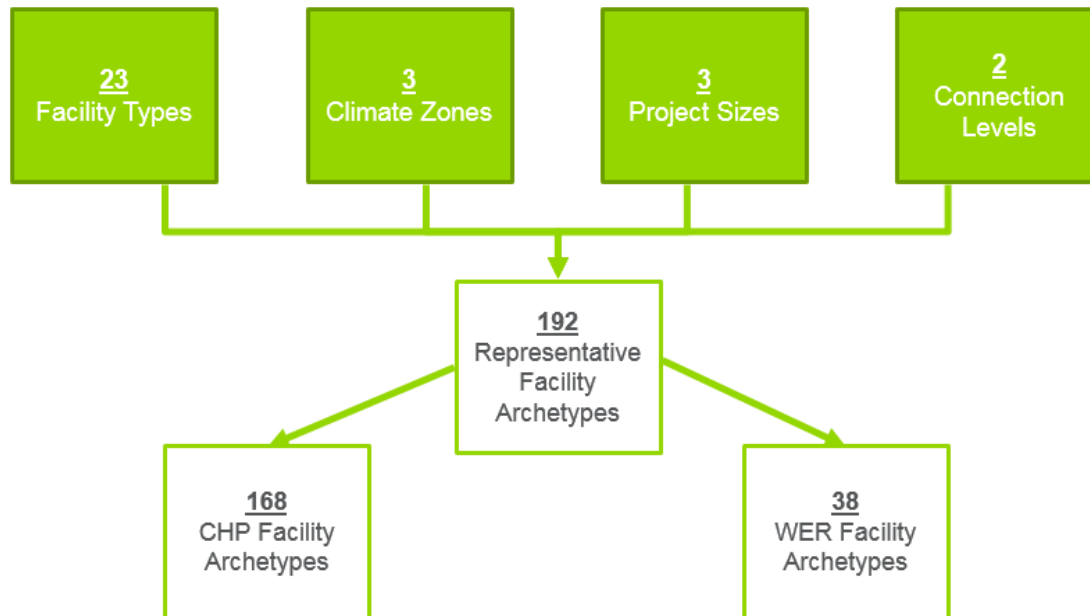 23
Facility Types
3
Climate Zones
3
Project Sizes
2
Connection
Levels
192
Representative
Facility
Archetypes
168
CHP Facility
Archetypes
38
WER Facility
Archetypes